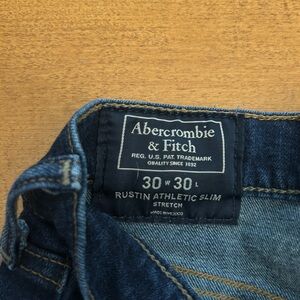 Abercrombie
& Fitch
REG. U.S. PAT. TRADEMARK
QUALITY SINCE 1892
30 W 30 L
RUSTIN ATHLETIC SLIM
STRETCH